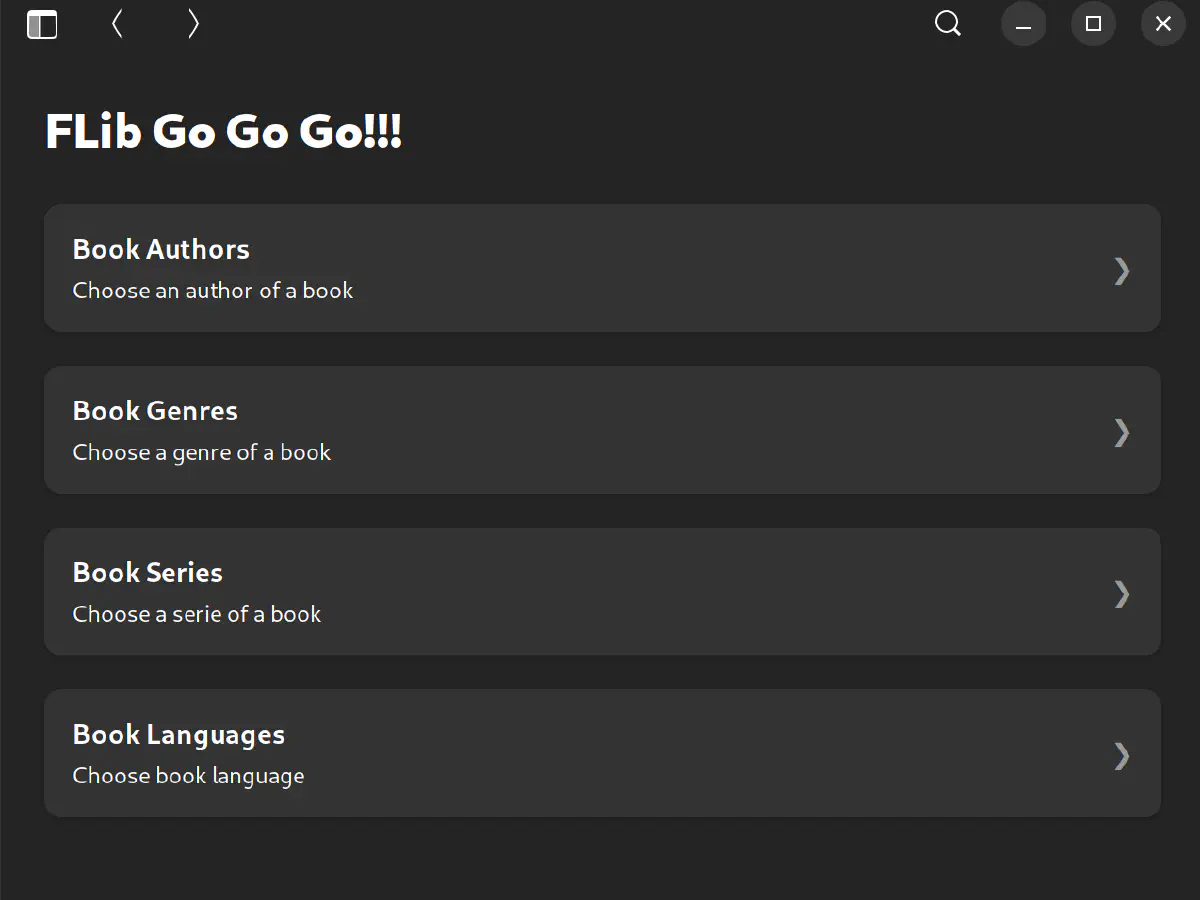 FLib Go Go Go!!!
Book Authors
Choose an author of a book
Book Genres
Choose a genre of a book
Book Series
Choose a serie of a book
Book Languages
Choose book language